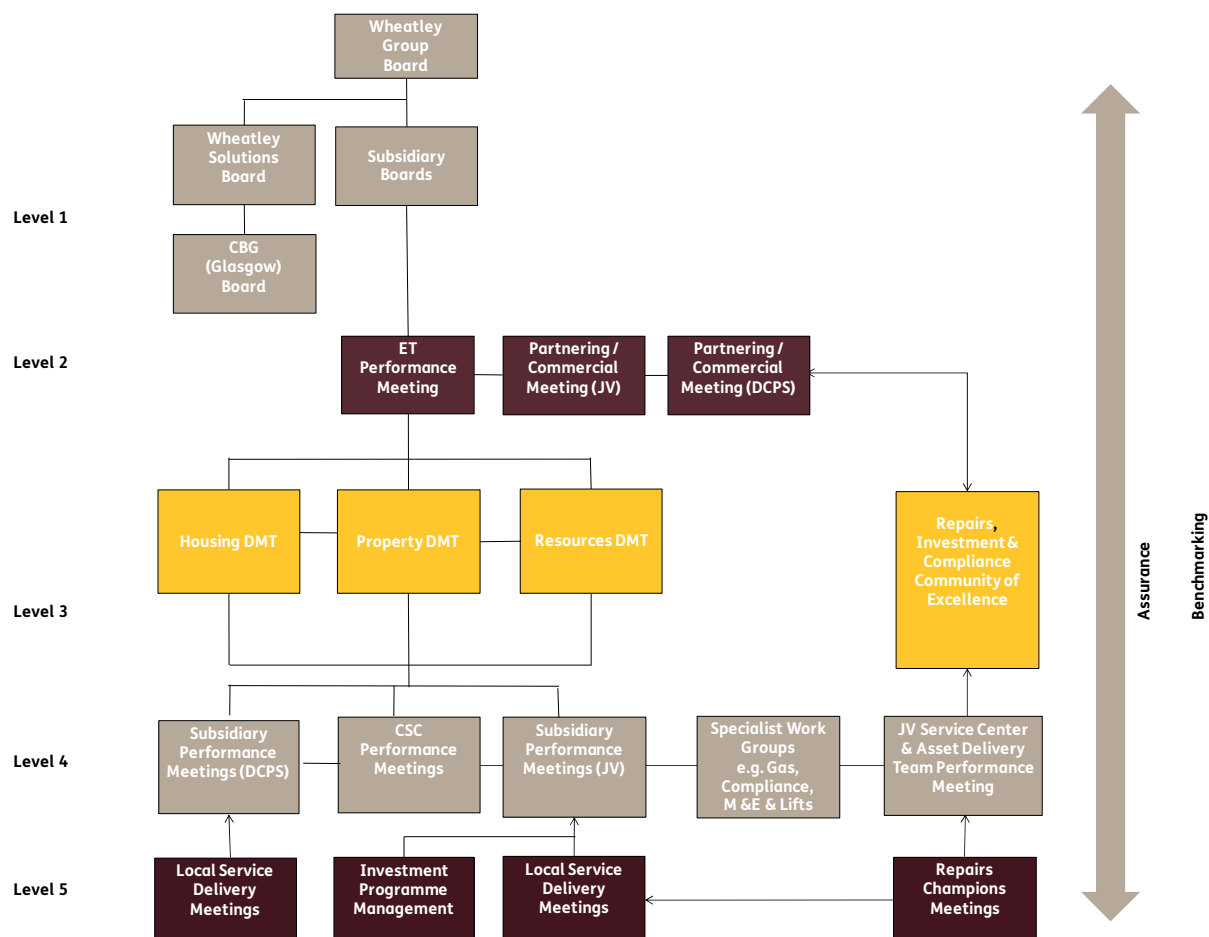 Wheatley
Group
Board
Wheatley
Solutions
Board
Subsidiary
Boards
Level 1
CBG
(Glasgow)
Board
Level 2
ET
Performance
Meeting
Partnering /
Commercial
Meeting (JV)
Partnering /
Commercial
Meeting (DCPS)
Housing DMT
Property DMT
Resources DMT
Repairs,
Investment &
Compliance
Community of
Excellence
Assurance
Benchmarking
Level 3
Level 4
Subsidiary
Performance
Meetings (DCPS)
CSC
Performance
Meetings
Subsidiary
Performance
Meetings (JV)
Specialist Work
Groups
e.g. Gas,
Compliance,
M &E & Lifts
JV Service Center
& Asset Delivery
Team Performance
Meeting
Level 5
Local Service
Delivery
Meetings
Investment
Programme
Management
Local Service
Delivery
Meetings
Repairs
Champions
Meetings